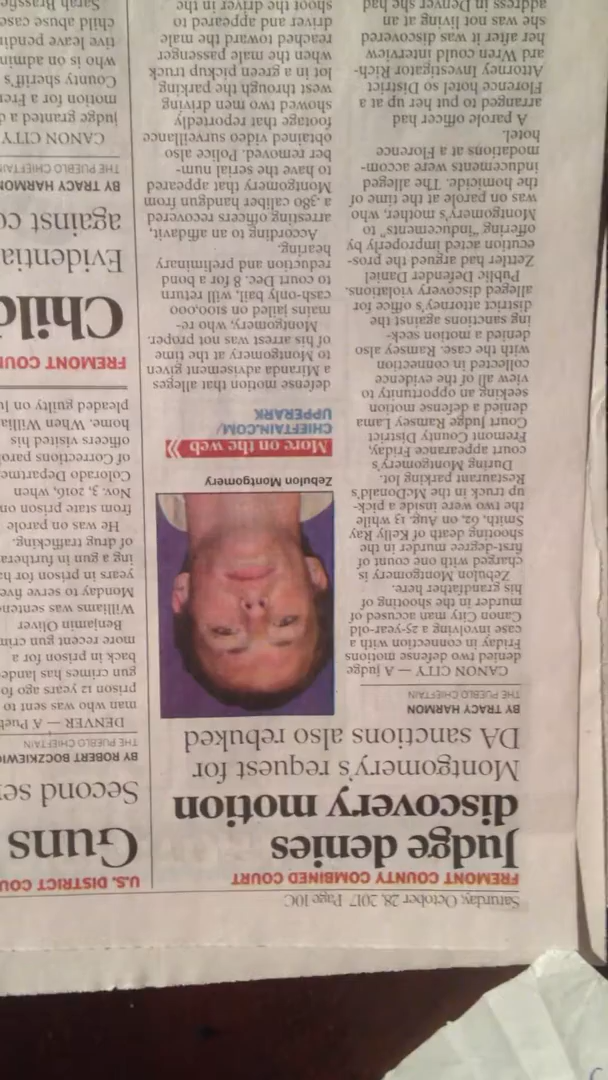 Saturday, October 28, 2017 Page 10C
FREMONT COUNTY COMBINED COURT
Judge denies
discovery motion
Montgomery's request for
DA sanctions also rebuked
BY TRACY HARMON
THE PUEBLO CHIEFTAIN
CANON CITY — A judge
denied two defense motions
Friday in connection with a
case involving a 25-year-old
Canon City man accused of
murder in the shooting of
his grandfather here.
Zebulon Montgomery is
charged with one count of
first-degree murder in the
shooting death of Kelly Ray
Smith, 62, on Aug. 13 while
the two were inside a pick-
up truck in the McDonald's
Restaurant parking lot.
During Montgomery's
court appearance Friday,
Fremont County District
Court Judge Ramsey Lama
denied a defense motion
seeking an opportunity to
view all of the evidence
collected in connection
with the case. Ramsey also
denied a motion seek-
ing sanctions against the
district attorney's office for
alleged discovery violations.
Public Defender Daniel
Zettler had argued the pros-
ecution acted improperly by
offering "inducements" to
Montgomery's mother, who
was on parole at the time of
the homicide. The alleged
inducements were accom-
modations at a Florence
hotel.
A parole officer had
arranged to put her up at a
Florence hotel so District
Attorney Investigator Rich-
ard Wren could interview
her after it was discovered
she was not living at an
address in Denver she had
Zebulon Montgomery
More on the web
CHIEFTAIN.COM/
UPPERARK
defense motion that alleges
a Miranda advisement given
to Montgomery at the time
of his arrest was not proper.
Montgomery, who re-
mains jailed on $100,000
cash-only bail, will return
to court Dec. 8 for a bond
reduction and preliminary
hearing.
According to an affidavit,
arresting officers recovered
a .380 caliber handgun from
Montgomery that appeared
to have the serial num-
ber removed. Police also
obtained video surveillance
footage that reportedly
showed two men driving
west through the parking
lot in a green pickup truck
when the male passenger
reached toward the male
driver and appeared to
shoot the driver in the
U.S. DISTRICT COU
Guns
Second se
BY ROBERT BOCZKIEWIC
THE PUEBLO CHIEFTAIN
DENVER — A Pueb
man who was sent to
prison 12 years ago fo
gun crimes has lande
back in prison for a
more recent gun crim
Benjamin Oliver
Williams was senten
Monday to serve five
years in prison for ha
ing a gun in furthera
of drug trafficking.
He was on parole
from state prison on
Nov. 3, 2016, when
Colorado Departme
of Corrections parol
officers visited his
home. When Willia
pleaded guilty on Ju
FREMONT COUN
Child
Evidentia
against co
BY TRACY HARMON
THE PUEBLO CHIEFTAIN
CANON CITY
judge granted a d
motion for a Frem
County sheriff's
who is on admin
tive leave pendi
child abuse case
Sarah Brassfie